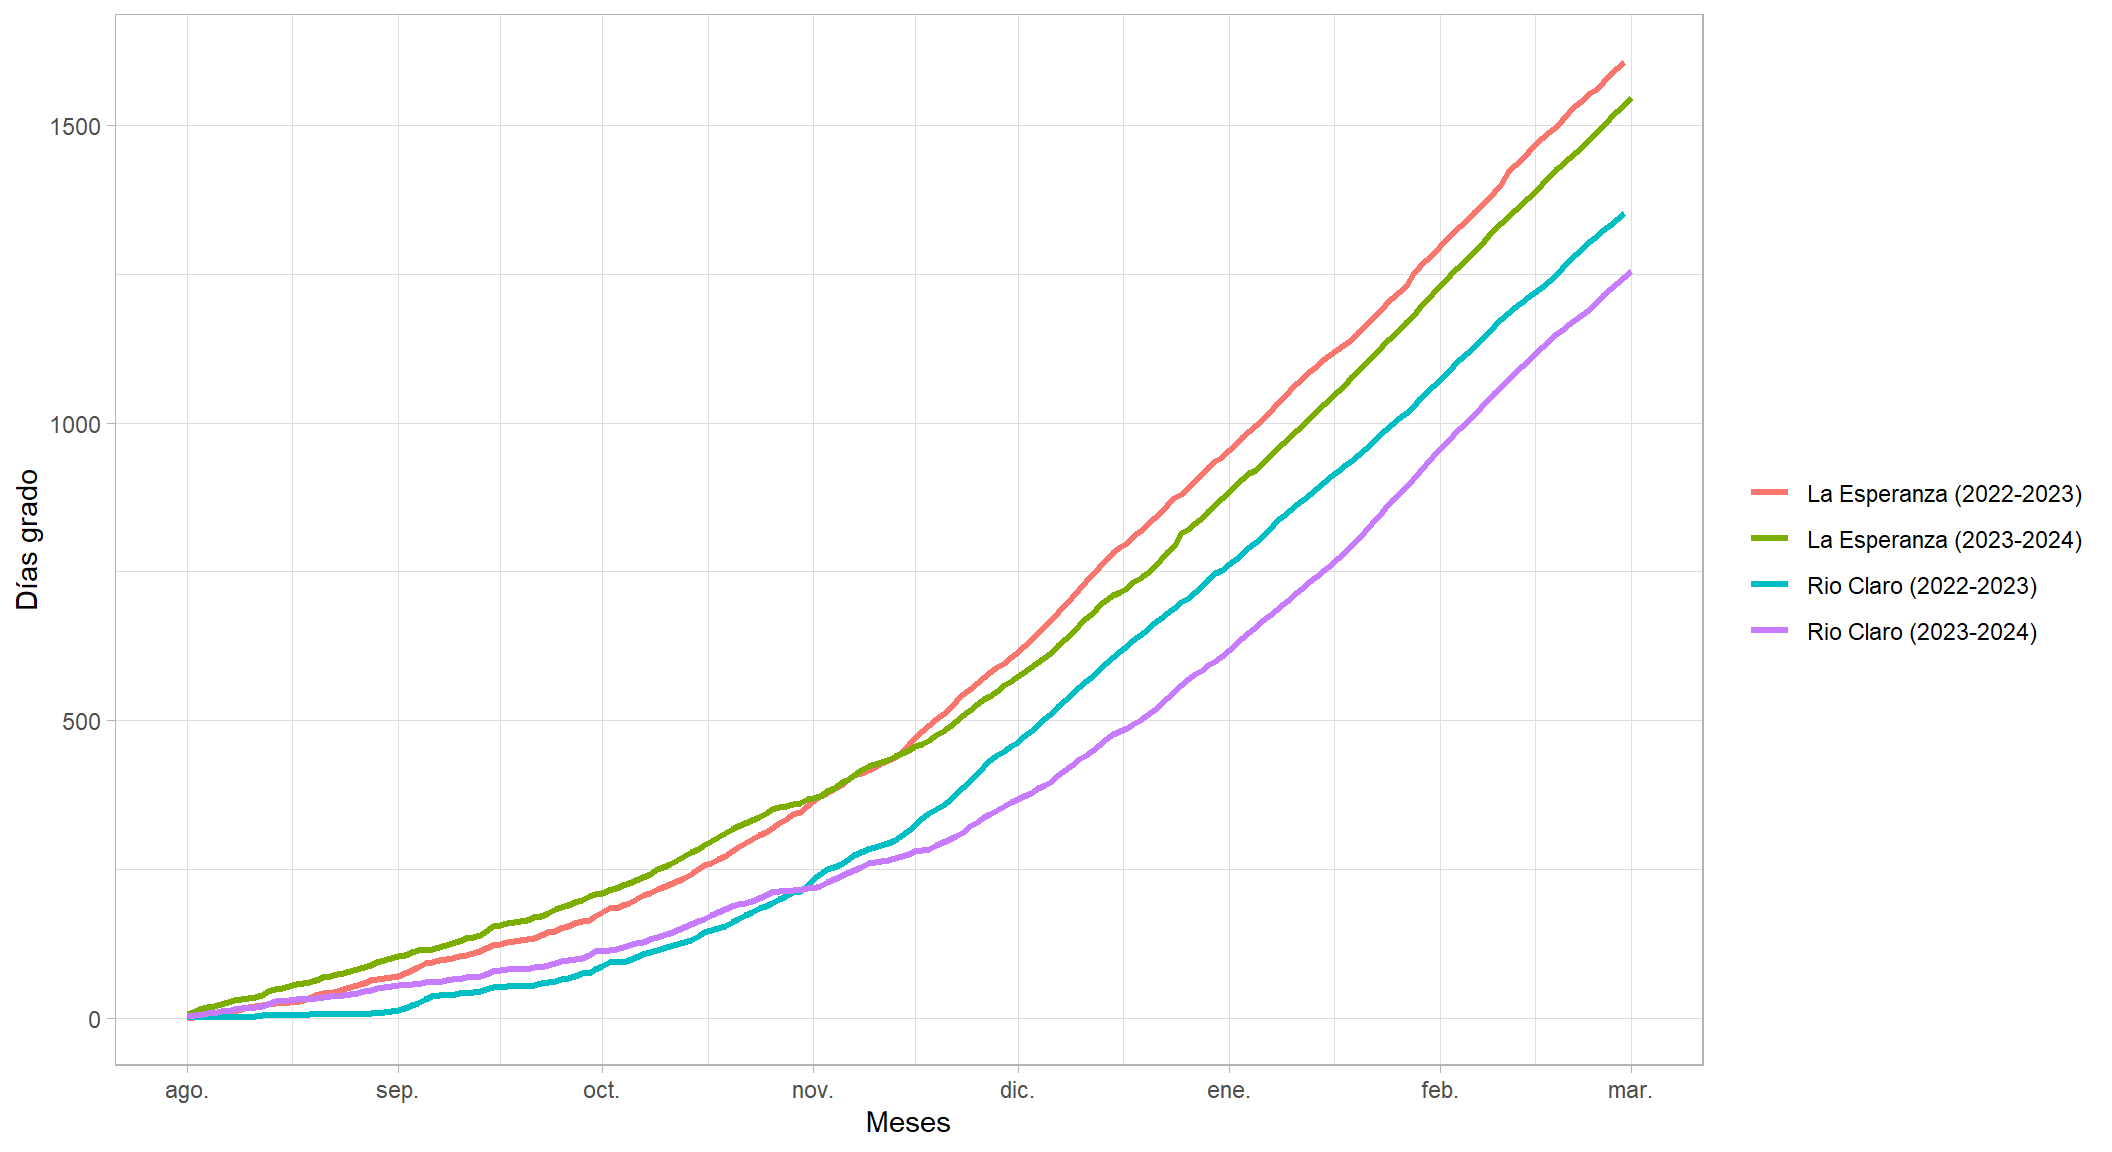 Días grado
1500
1000
500
0
ago. sep. oct. nov. dic. ene. feb. mar.
Meses
La Esperanza (2022-2023)
La Esperanza (2023-2024)
Rio Claro (2022-2023)
Rio Claro (2023-2024)